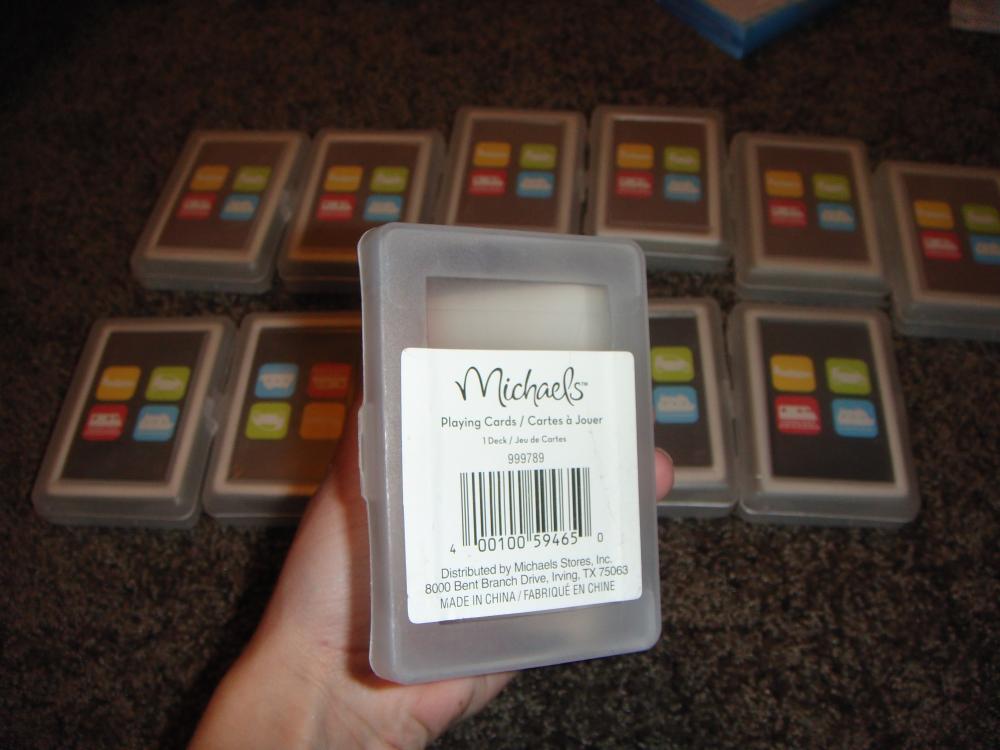 Michaels™
Playing Cards / Cartes à Jouer
1 Deck / Jeu de Cartes
999789
4 00100 59465 0
Distributed by Michaels Stores, Inc.
8000 Bent Branch Drive, Irving, TX 75063
MADE IN CHINA / FABRIQUÉ EN CHINE